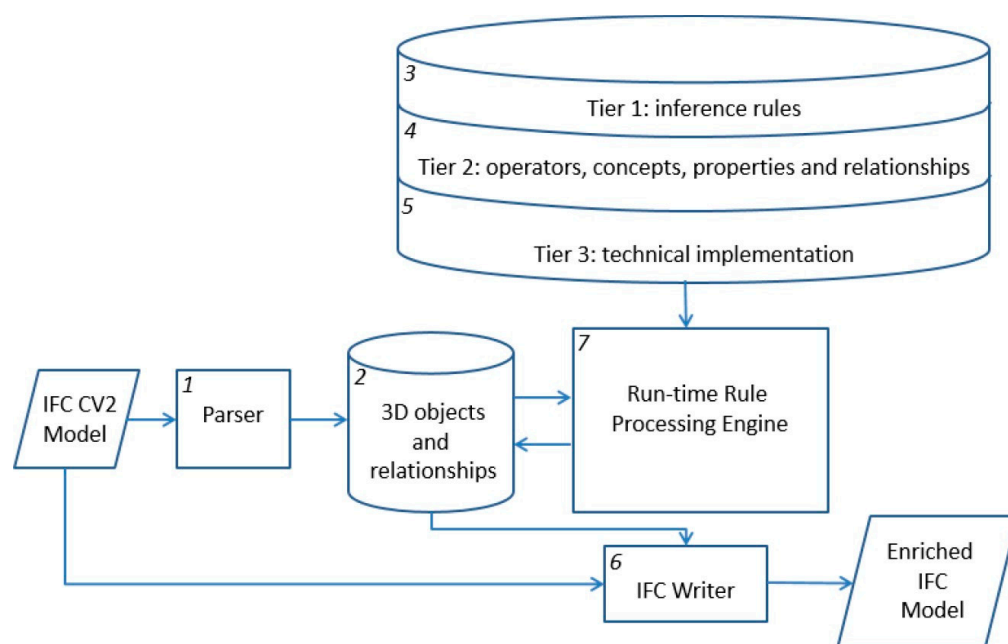 3
Tier 1: inference rules
4
Tier 2: operators, concepts, properties and relationships
5
Tier 3: technical implementation
IFC CV2
Model
1
Parser
2
3D objects
and
relationships
7
Run-time Rule
Processing Engine
6
IFC Writer
Enriched
IFC
Model